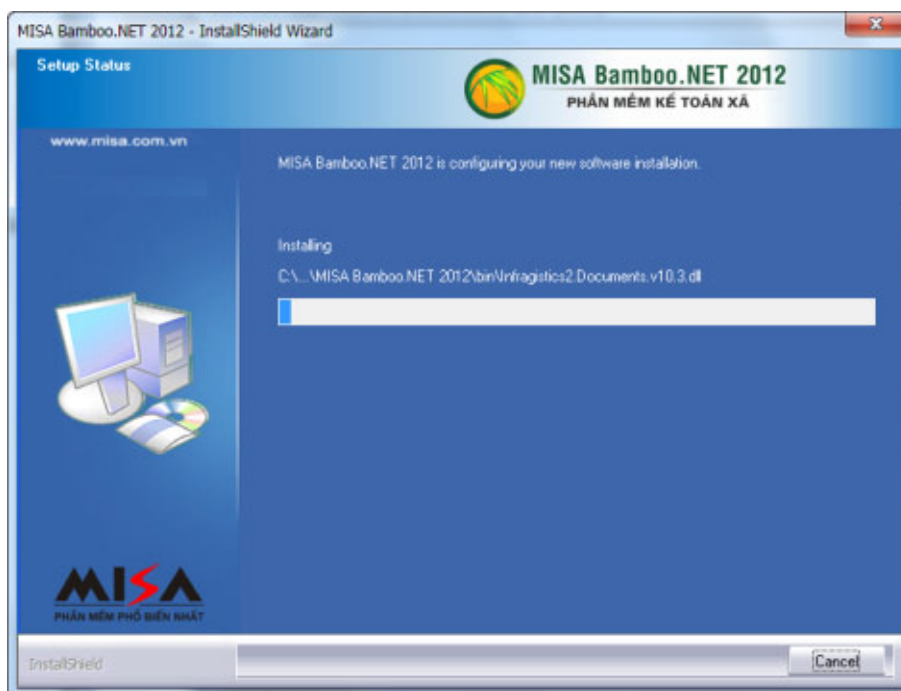 MISA Bamboo.NET 2012 - InstallShield Wizard
Setup Status
MISA Bamboo.NET 2012
PHẦN MỀM KẾ TOÁN XÃ
www.misa.com.vn
MISA Bamboo.NET 2012 is configuring your new software installation.
Installing
C:\...\MISA Bamboo.NET 2012\bin\Infragistics2.Documents.v10.3.dll
MISA
PHẦN MỀM PHỔ BIẾN NHẤT
InstallShield
Cancel